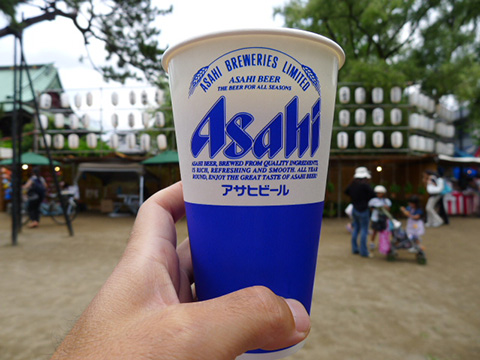 ASAHI BREWERIES LIMITED
ASAHI BEER
THE BEER FOR ALL SEASONS
Asahi
ASAHI BEER, BREWED FROM QUALITY INGREDIENTS,
IS RICH, REFRESHING AND SMOOTH. ALL YEAR
ROUND, ENJOY THE GREAT TASTE OF ASAHI BEER!
アサヒビール